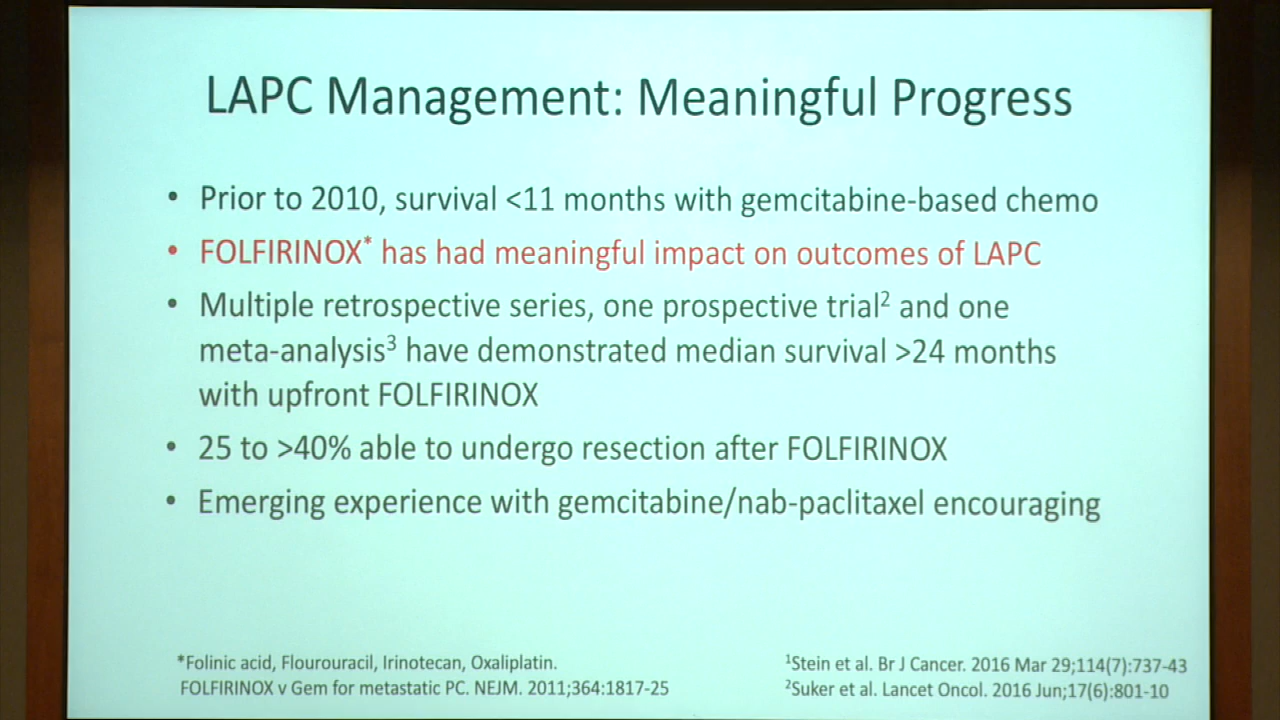 LAPC Management: Meaningful Progress
• Prior to 2010, survival <11 months with gemcitabine-based chemo
• FOLFIRINOX* has had meaningful impact on outcomes of LAPC
• Multiple retrospective series, one prospective trial² and one
meta-analysis³ have demonstrated median survival >24 months
with upfront FOLFIRINOX
• 25 to >40% able to undergo resection after FOLFIRINOX
• Emerging experience with gemcitabine/nab-paclitaxel encouraging
*Folinic acid, Flourouracil, Irinotecan, Oxaliplatin.
FOLFIRINOX v Gem for metastatic PC. NEJM. 2011;364:1817-25
¹Stein et al. Br J Cancer. 2016 Mar 29;114(7):737-43
²Suker et al. Lancet Oncol. 2016 Jun;17(6):801-10